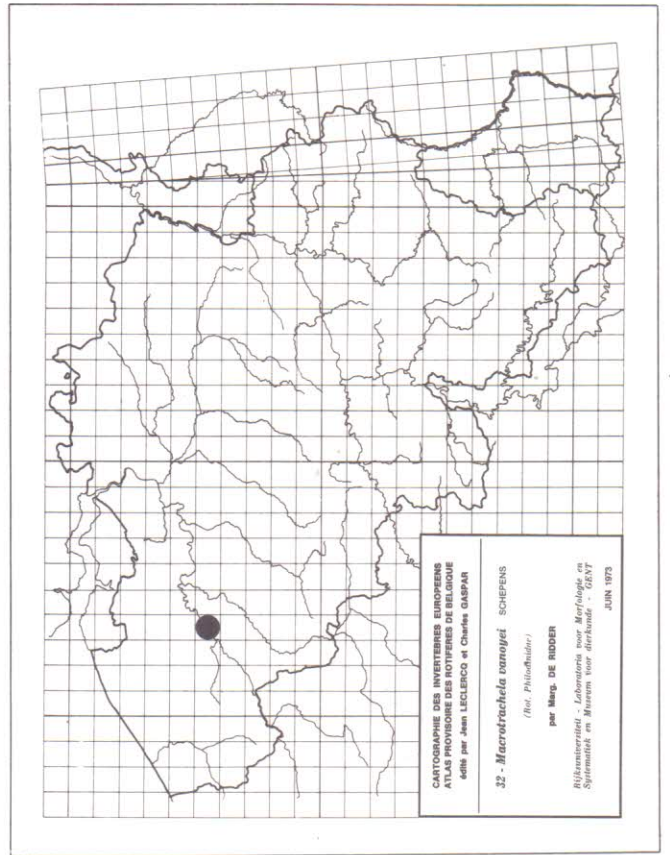 CARTOGRAPHIE DES INVERTEBRES EUROPEENS
ATLAS PROVISOIRE DES ROTIFERES DE BELGIQUE
édité par Jean LECLERCQ et Charles GASPAR
32 - Macrotrachela vanoyei SCHEPENS
(Rot. Philodinidae)
par Marg. DE RIDDER
Rijksuniversiteit - Laboratoria voor Morfologie en
Systematiek en Museum voor dierkunde - GENT
JUIN 1973